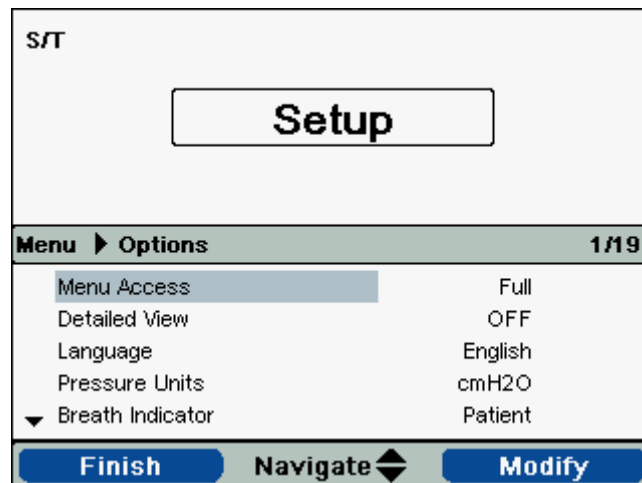 S/T
Setup
Menu Options 1/19
Menu Access Full
Detailed View OFF
Language English
Pressure Units cmH2O
Breath Indicator Patient
Finish Navigate Modify